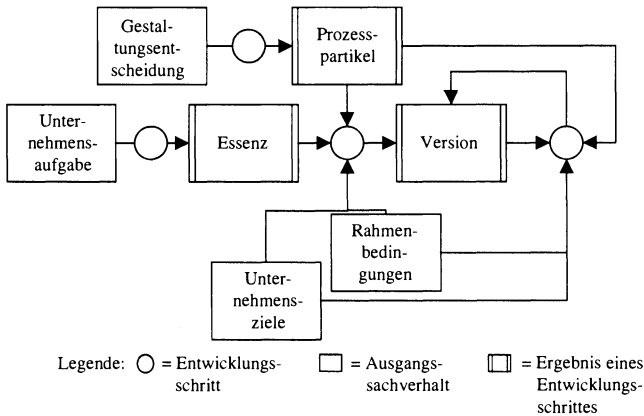 Gestal-
tungsent-
scheidung
Prozess-
partikel
Unter-
nehmens-
aufgabe
Essenz
Version
Rahmen-
bedin-
gungen
Unter-
nehmens-
ziele
Legende: = Entwicklungs-
schritt
= Ausgangs-
sachverhalt
= Ergebnis eines
Entwicklungs-
schrittes